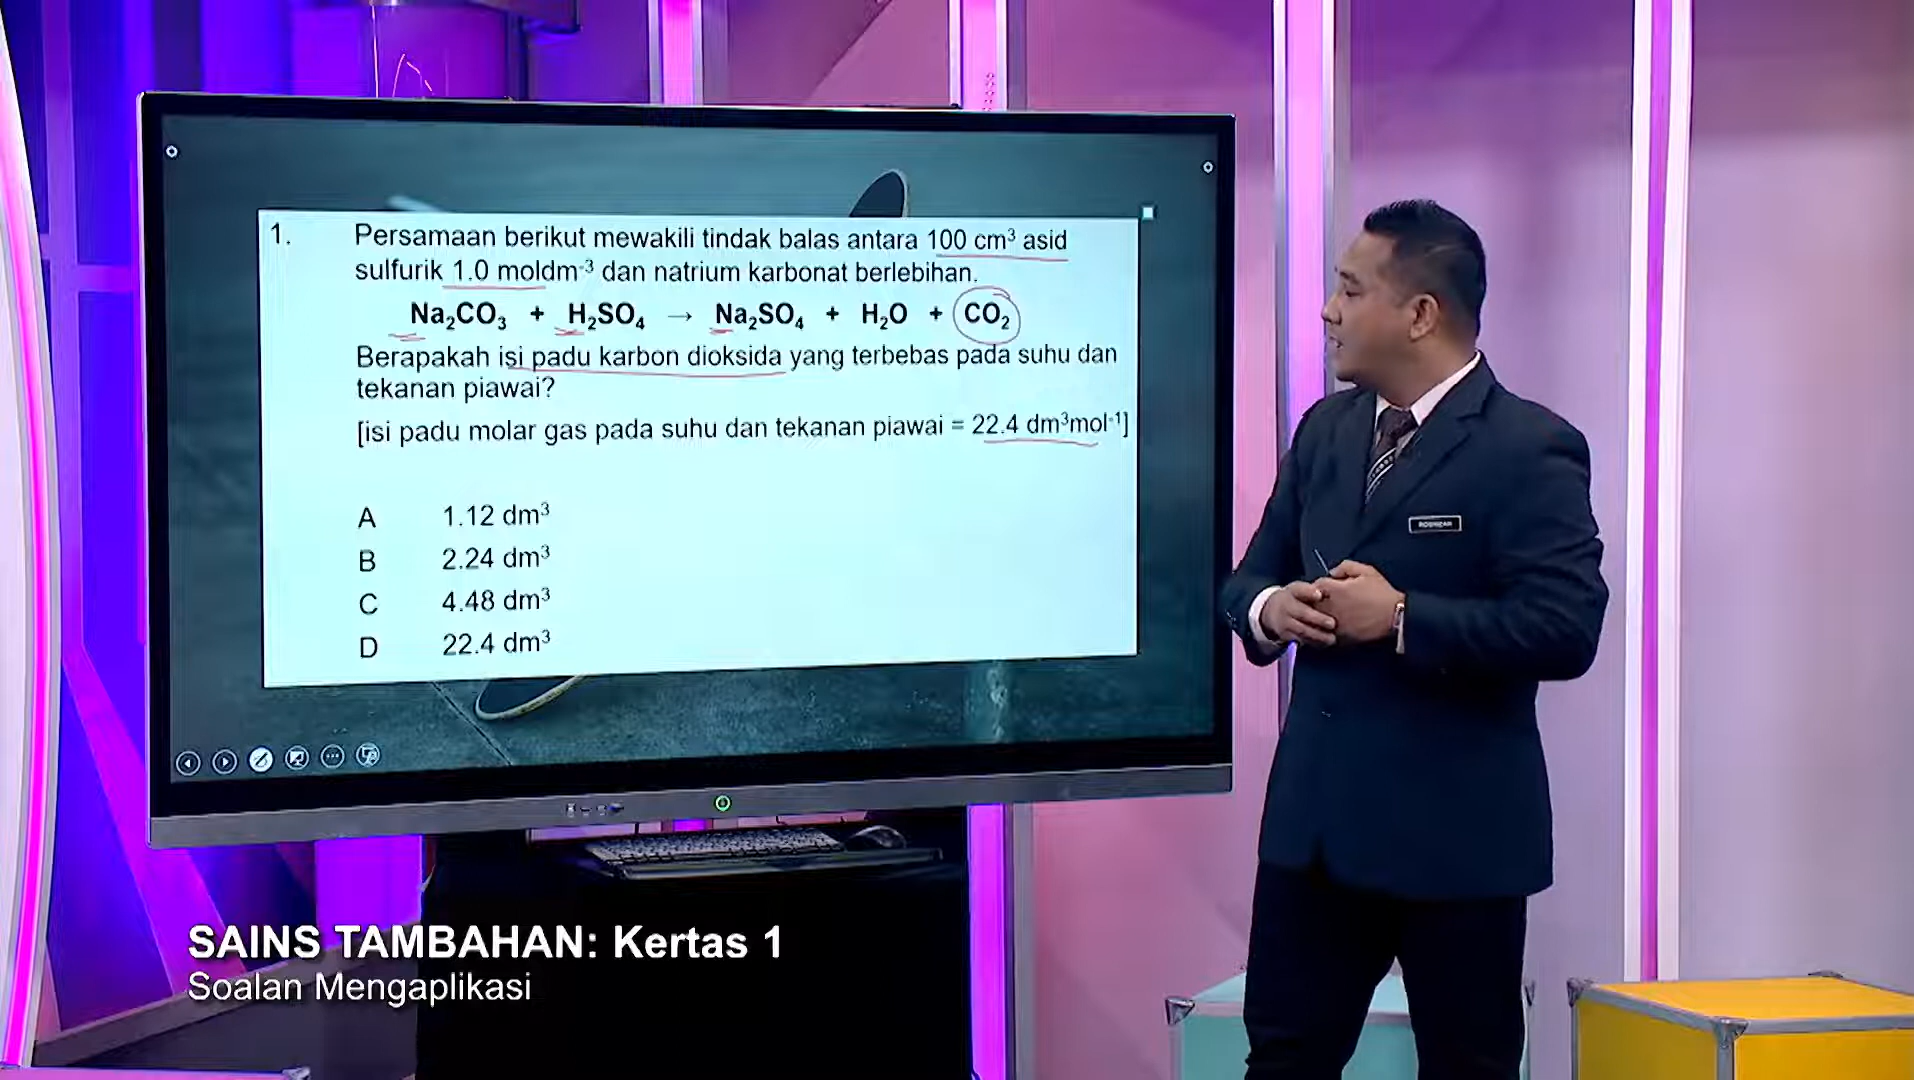 1. Persamaan berikut mewakili tindak balas antara 100 cm³ asid
sulfurik 1.0 moldm⁻³ dan natrium karbonat berlebihan.
Na₂CO₃ + H₂SO₄ → Na₂SO₄ + H₂O + CO₂
Berapakah isi padu karbon dioksida yang terbebas pada suhu dan
tekanan piawai?
[isi padu molar gas pada suhu dan tekanan piawai = 22.4 dm³mol⁻¹]
A 1.12 dm³
B 2.24 dm³
C 4.48 dm³
D 22.4 dm³
SAINS TAMBAHAN: Kertas 1
Soalan Mengaplikasi